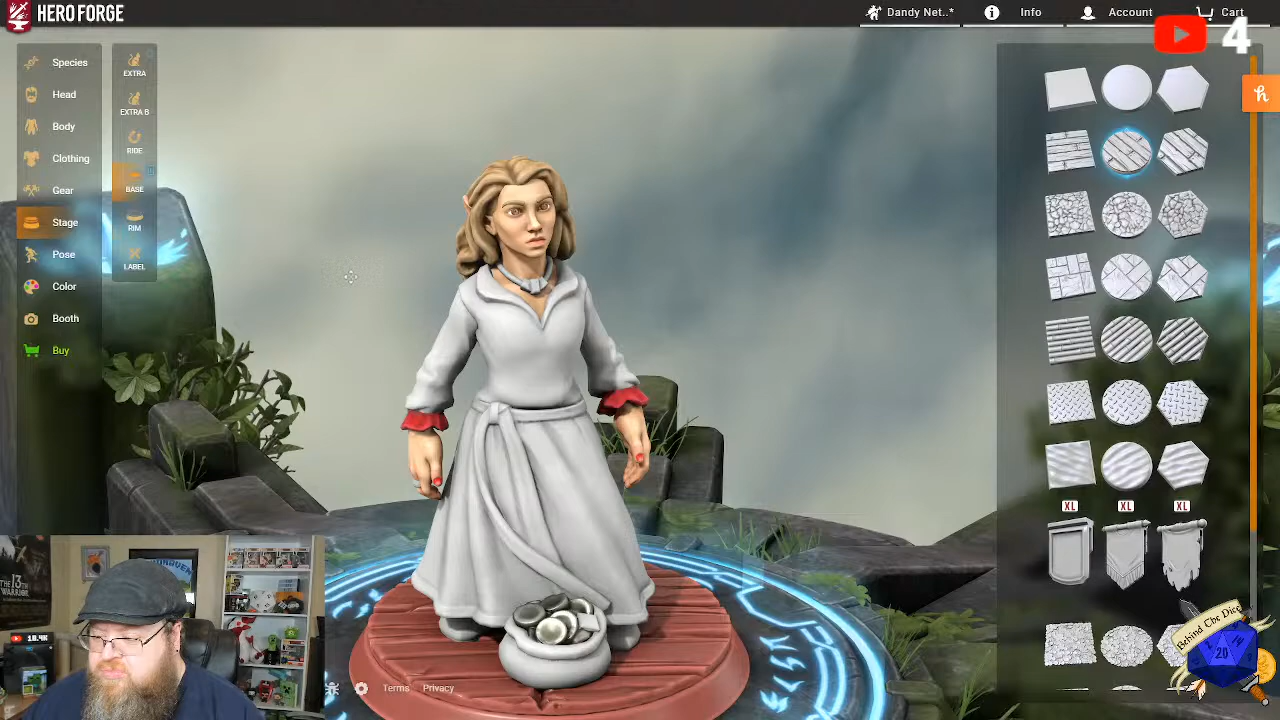 HERO FORGE
Dandy Net..*
Info
Account
Cart
4
Species
Head
Body
Clothing
Gear
Stage
Pose
Color
Booth
Buy
EXTRA
EXTRA B
RIDE
BASE
RIM
LABEL
h
XL
XL
XL
Terms
Privacy
THE
13TH
WARRIOR
Behind The Dice
20